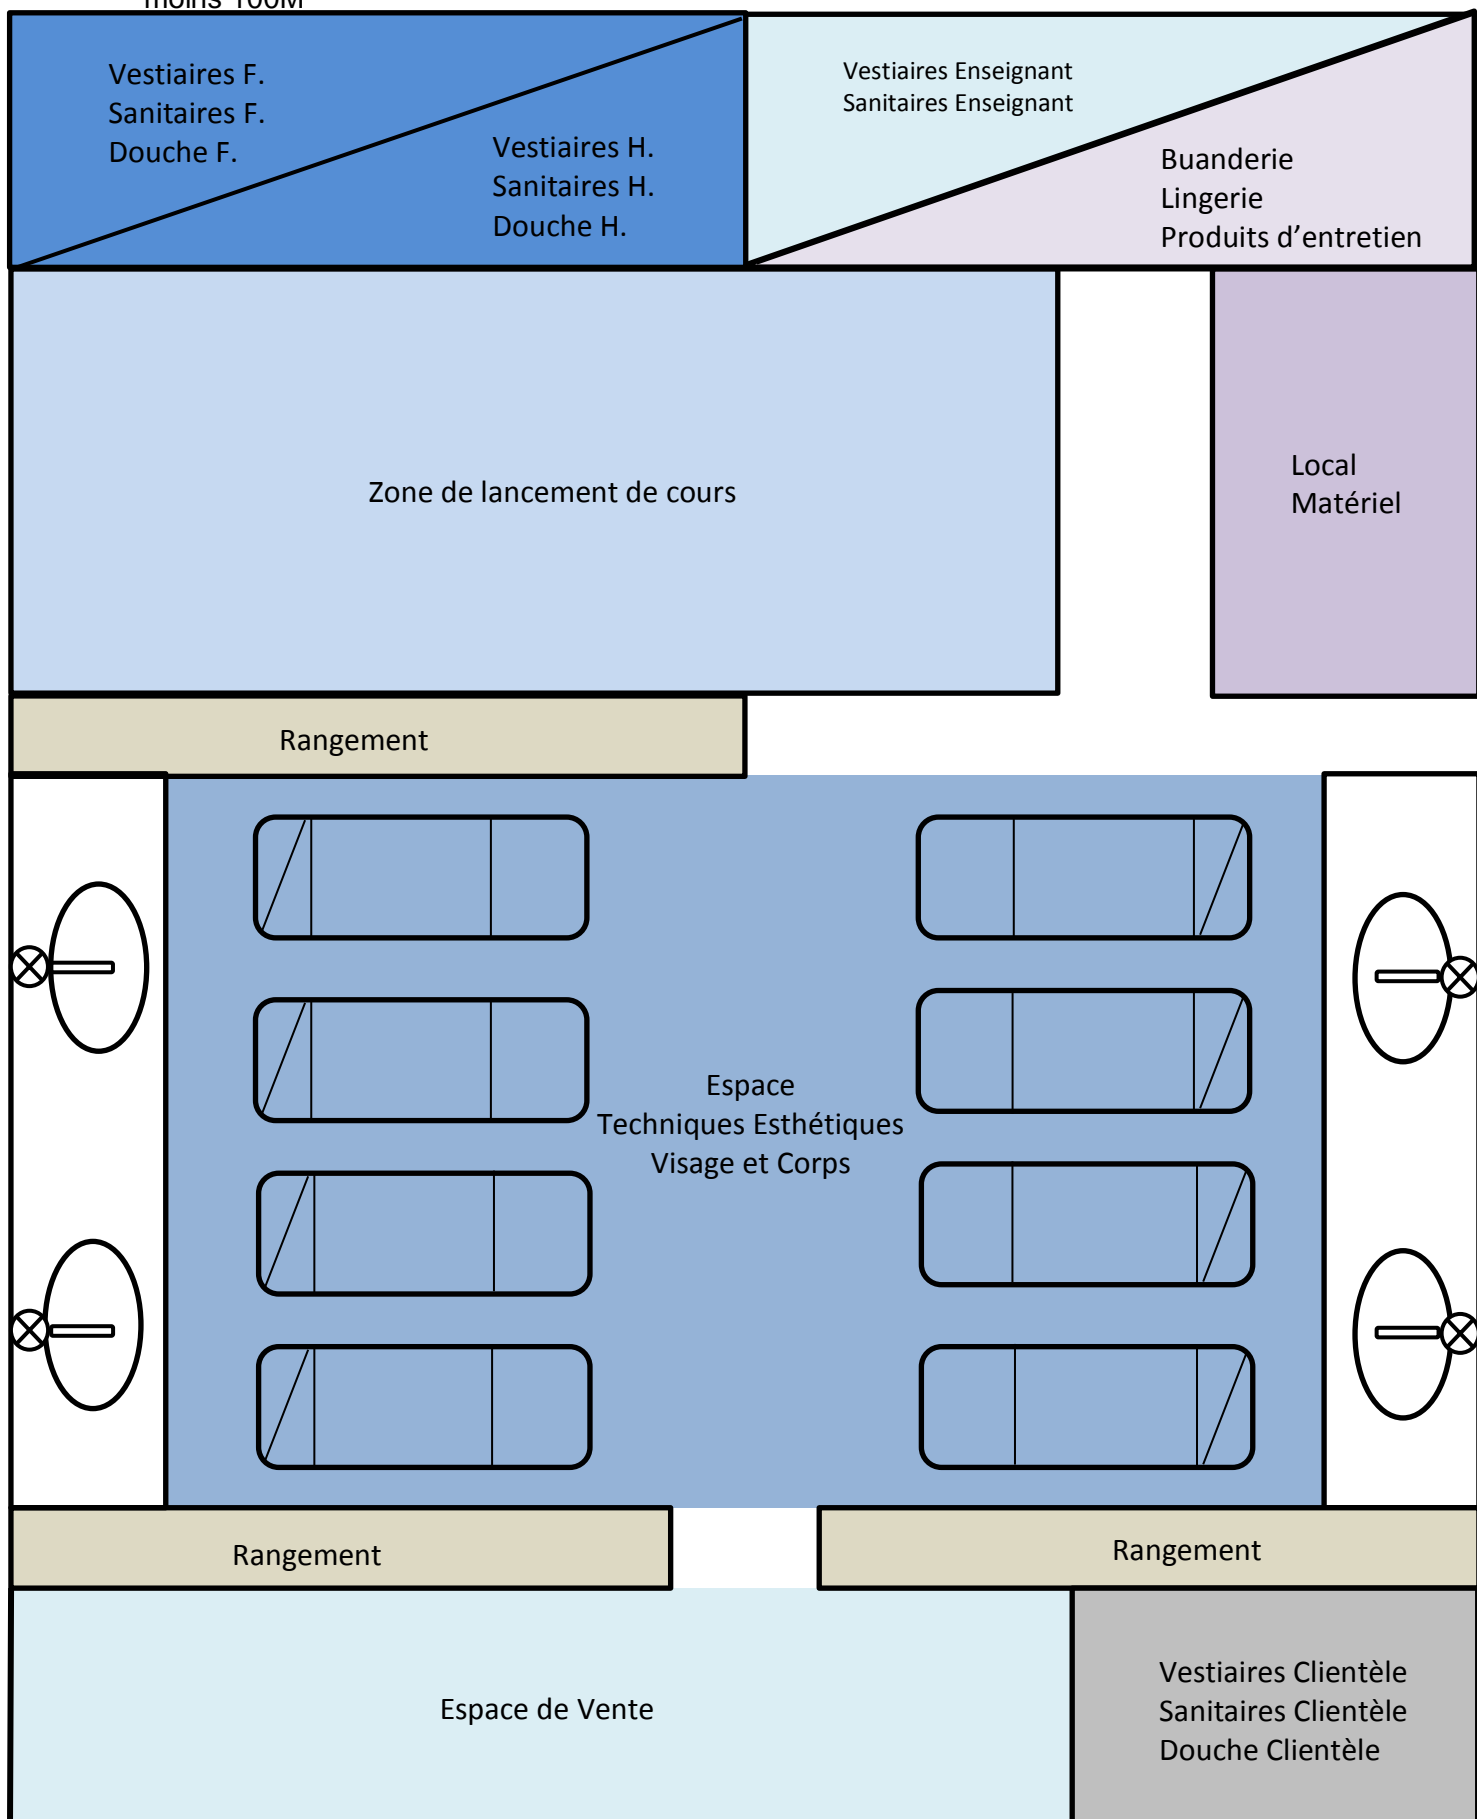 moins 100M
Vestiaires F.
Sanitaires F.
Douche F.
Vestiaires H.
Sanitaires H.
Douche H.
Vestiaires Enseignant
Sanitaires Enseignant
Buanderie
Lingerie
Produits d’entretien
Zone de lancement de cours
Local
Matériel
Rangement
Espace
Techniques Esthétiques
Visage et Corps
Rangement
Rangement
Espace de Vente
Vestiaires Clientèle
Sanitaires Clientèle
Douche Clientèle